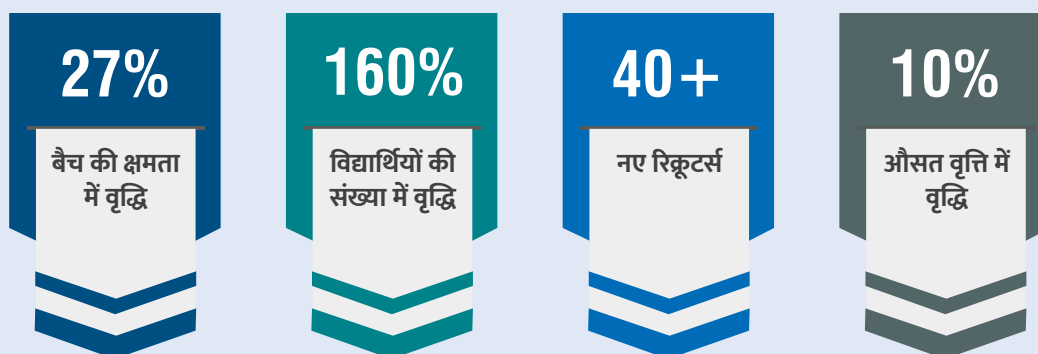 27%
बैच की क्षमता
में वृद्धि
160%
विद्यार्थियों की
संख्या में वृद्धि
40+
नए रिक्रूटर्स
10%
औसत वृत्ति में
वृद्धि